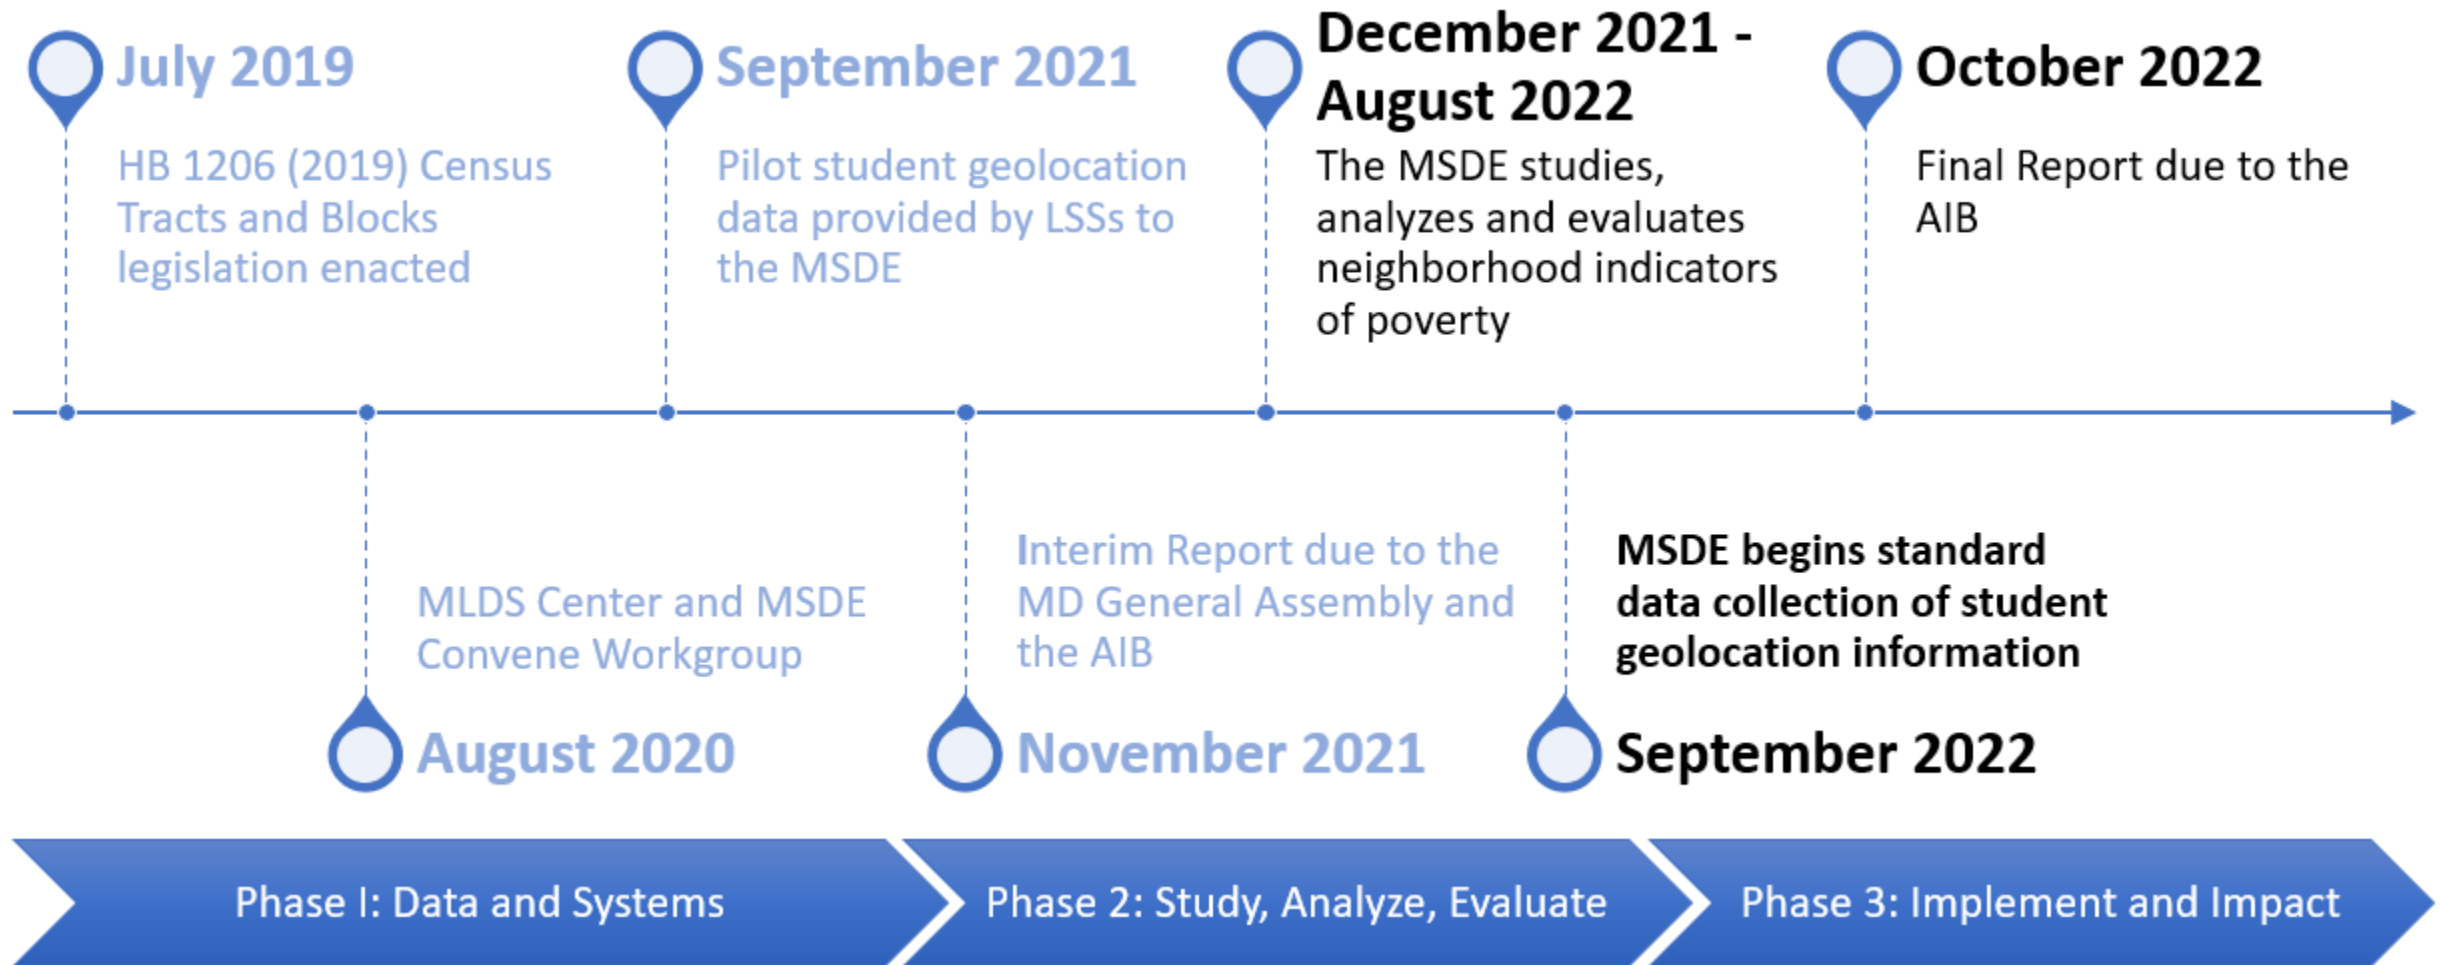 July 2019
HB 1206 (2019) Census
Tracts and Blocks
legislation enacted
September 2021
Pilot student geolocation
data provided by LSSs to
the MSDE
December 2021 -
August 2022
The MSDE studies,
analyzes and evaluates
neighborhood indicators
of poverty
October 2022
Final Report due to the
AIB
MLDS Center and MSDE
Convene Workgroup
August 2020
Interim Report due to the
MD General Assembly and
the AIB
November 2021
MSDE begins standard
data collection of student
geolocation information
September 2022
Phase I: Data and Systems
Phase 2: Study, Analyze, Evaluate
Phase 3: Implement and Impact